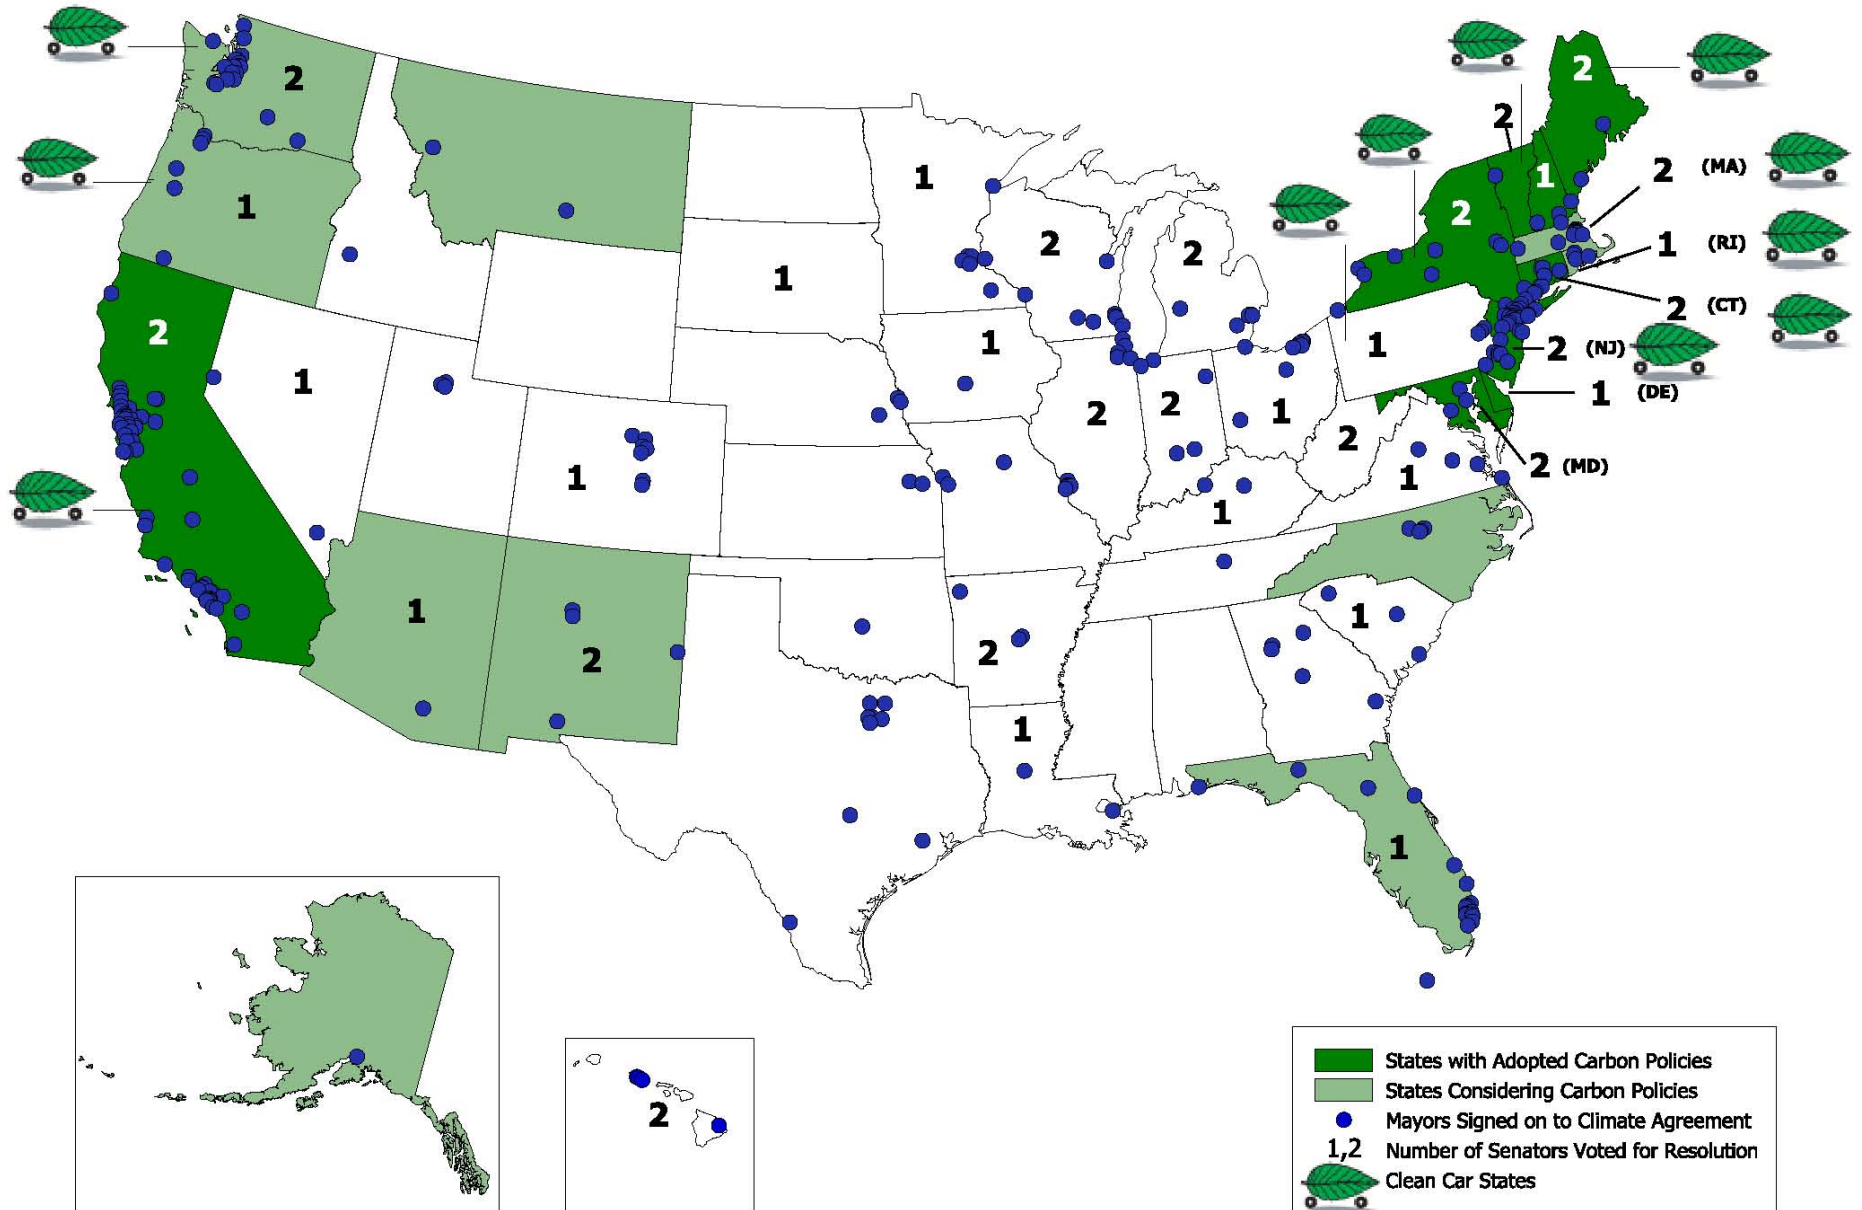 2
2
2
1
2 (MA)
1
1
2
2
1 (RI)
2
2
1
2
2 (CT)
2
1
1
2 (NJ)
1
1 (DE)
2
2
1
2
1
1
2 (MD)
1
1
1
2
2
1
1
1
2
States with Adopted Carbon Policies
States Considering Carbon Policies
Mayors Signed on to Climate Agreement
1,2 Number of Senators Voted for Resolution
Clean Car States